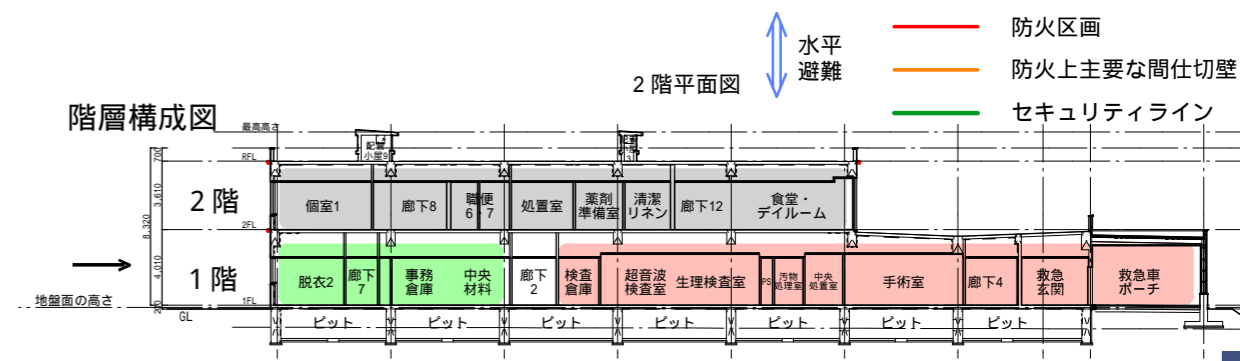 水平
避難
2階平面図
防火区画
防火上主要な間仕切壁
セキュリティライン
階層構成図
最高高さ
配管
小屋9
RFL
700
2階
3,610
8,320
個室1
廊下8
職便
6・7
処置室
薬剤
準備室
清潔
リネン
廊下12
食堂・
デイルーム
2FL
1階
4,010
脱衣2
廊下
7
事務
倉庫
中央
材料
廊下
2
検査
倉庫
超音波
検査室
生理検査室
PS
汚物
処理室
中央
処置室
手術室
廊下4
救急
玄関
救急車
ポーチ
地盤面の高さ
1FL
GL
ピット
ピット
ピット
ピット
ピット
ピット
ピット